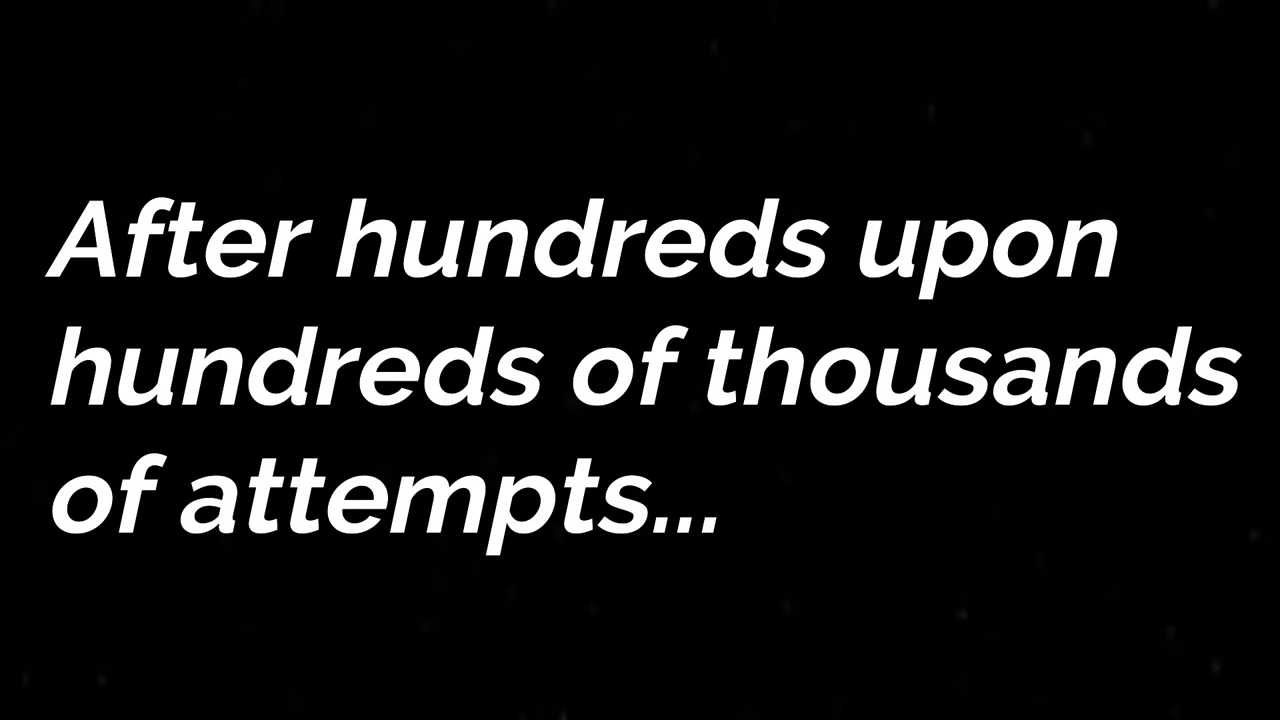 After hundreds upon
hundreds of thousands
of attempts...